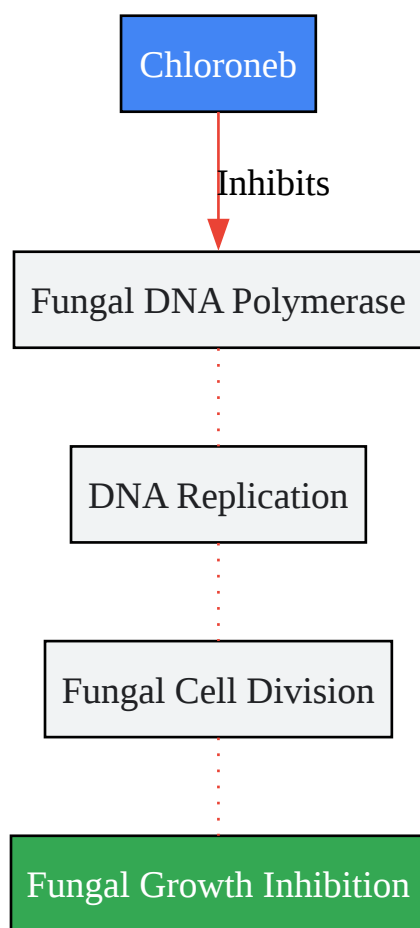 Chloroneb
Inhibits
Fungal DNA Polymerase
DNA Replication
Fungal Cell Division
Fungal Growth Inhibition